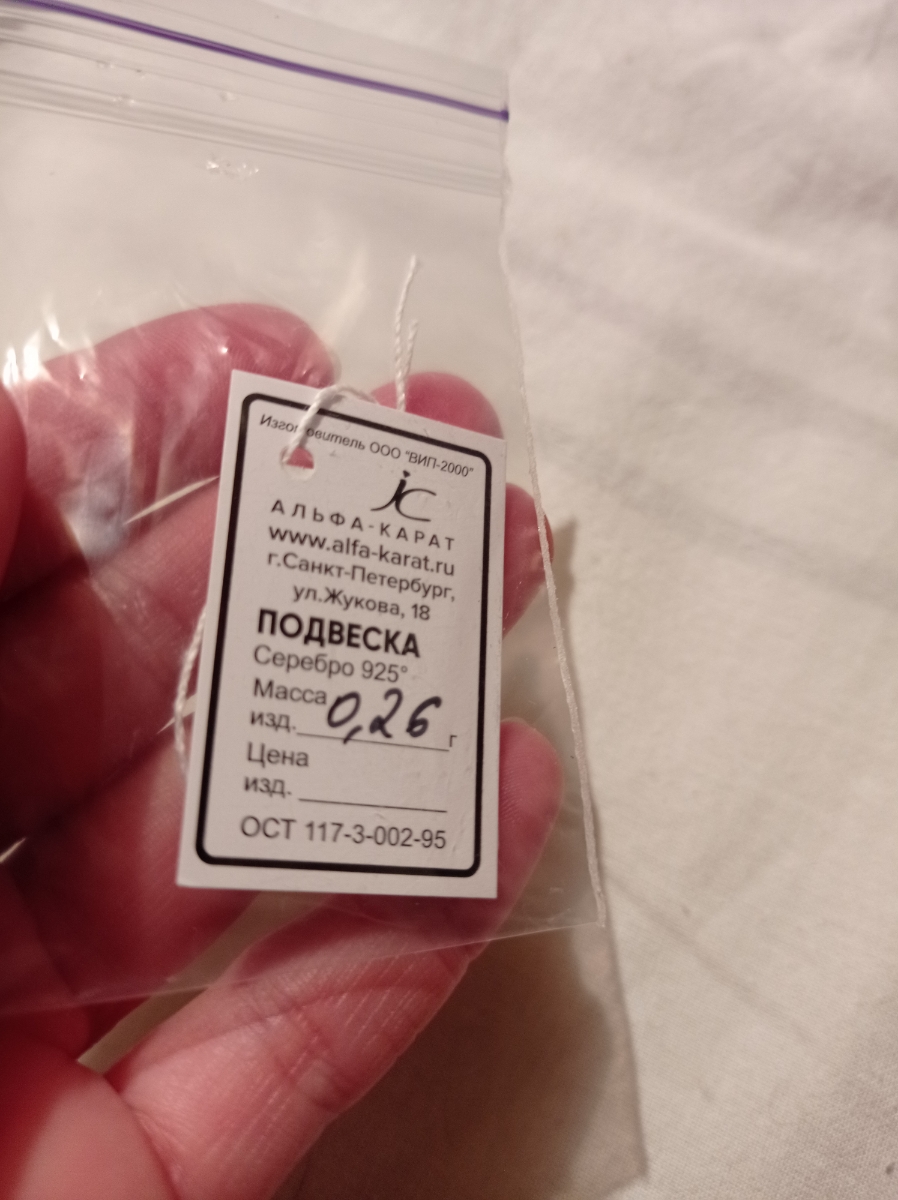 Изготовитель ООО "ВИП-2000"
АЛЬФА-КАРАТ
www.alfa-karat.ru
г.Санкт-Петербург,
ул.Жукова, 18
ПОДВЕСКА
Серебро 925°
Масса
изд. 0,26 г
Цена
изд.
ОСТ 117-3-002-95